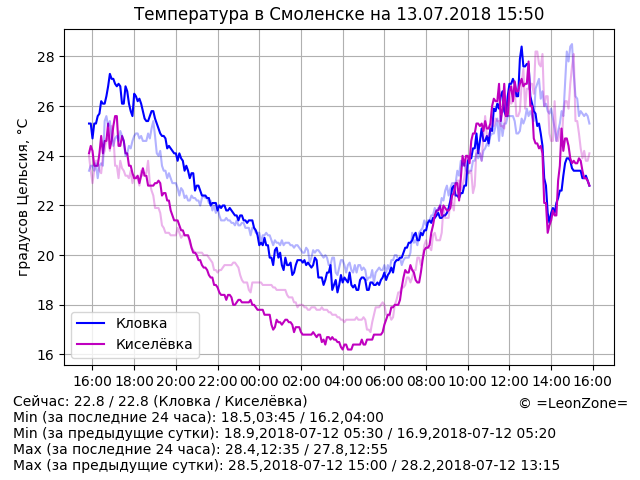 Температура в Смоленске на 13.07.2018 15:50
градусов Цельсия, °C
28
26
24
22
20
18
16
Кловка
Киселёвка
16:00 18:00 20:00 22:00 00:00 02:00 04:00 06:00 08:00 10:00 12:00 14:00 16:00
Сейчас: 22.8 / 22.8 (Кловка / Киселёвка)
© =LeonZone=
Min (за последние 24 часа): 18.5,03:45 / 16.2,04:00
Min (за предыдущие сутки): 18.9,2018-07-12 05:30 / 16.9,2018-07-12 05:20
Max (за последние 24 часа): 28.4,12:35 / 27.8,12:55
Max (за предыдущие сутки): 28.5,2018-07-12 15:00 / 28.2,2018-07-12 13:15